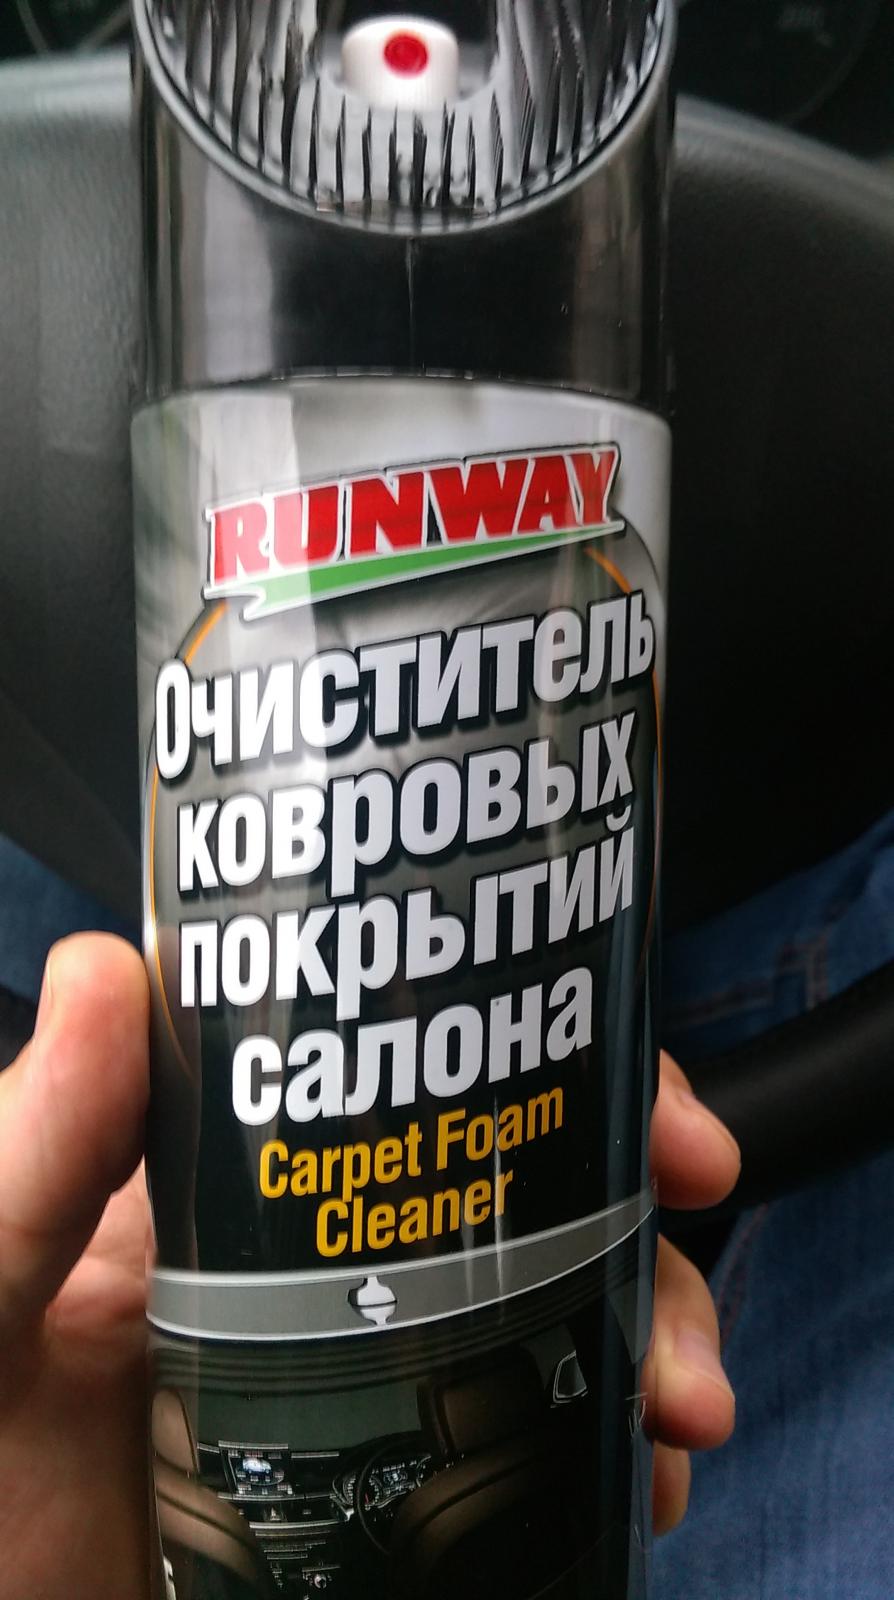 RUNWAY
Очиститель
ковровых
покрытий
салона
Carpet Foam
Cleaner